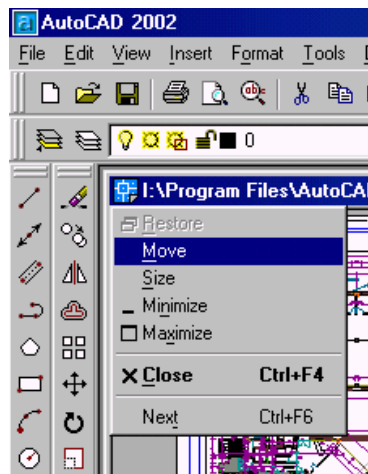 AutoCAD 2002
File Edit View Insert Format Tools
abc
0
I:\Program Files\AutoCA
Restore
Move
Size
Minimize
Maximize
Close Ctrl+F4
Next Ctrl+F6